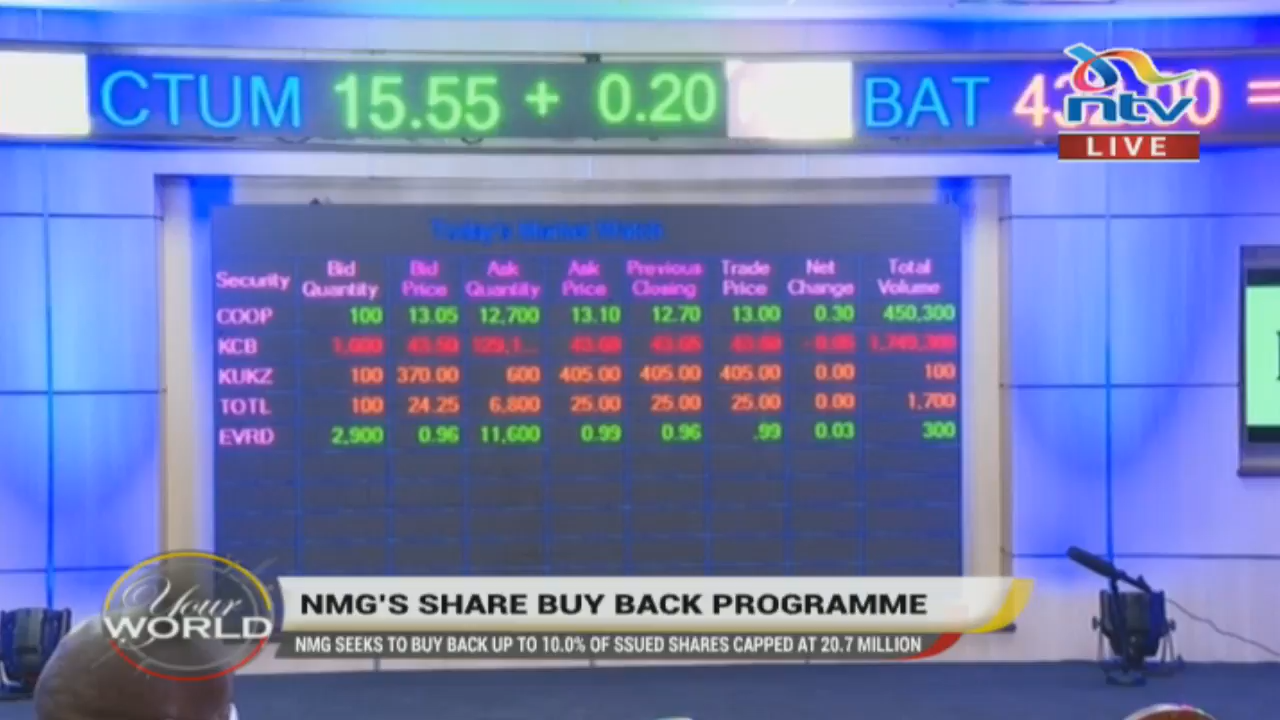 CTUM 15.55 + 0.20 BAT
ntv
LIVE
Today's Market Watch
Security Bid Quantity Bid Price Ask Quantity Ask Price Previous Closing Trade Price Net Change Total Volume
COOP 100 13.05 12,700 13.10 12.70 13.00 0.30 450,300
KCB
KUKZ 100 370.00 600 405.00 405.00 405.00 0.00 100
TOTL 100 24.25 6,800 25.00 25.00 25.00 0.00 1,700
EVRD 2,900 0.96 11,600 0.99 0.96 .99 0.03 300
Your WORLD
NMG'S SHARE BUY BACK PROGRAMME
NMG SEEKS TO BUY BACK UP TO 10.0% OF SSUED SHARES CAPPED AT 20.7 MILLION